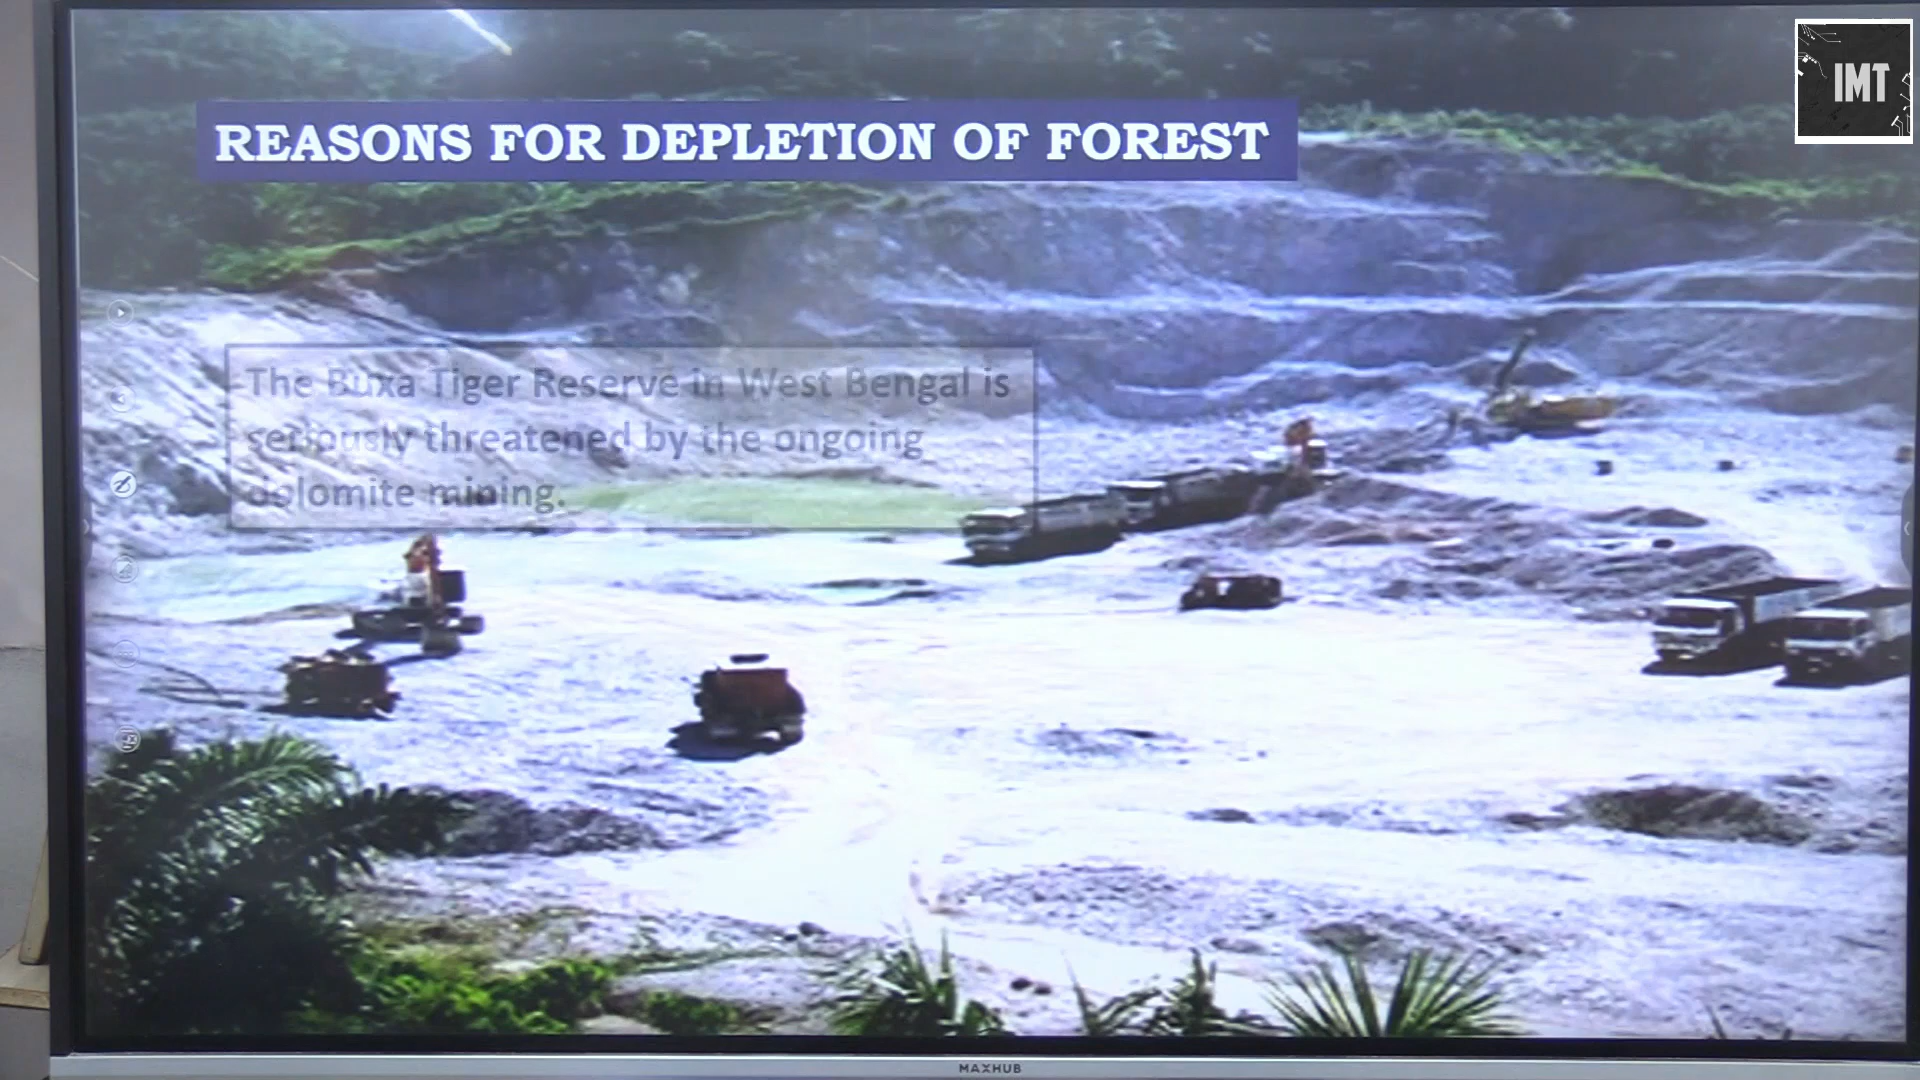 IMT
REASONS FOR DEPLETION OF FOREST
The Buxa Tiger Reserve in West Bengal is
seriously threatened by the ongoing
dolomite mining.
MAXHUB